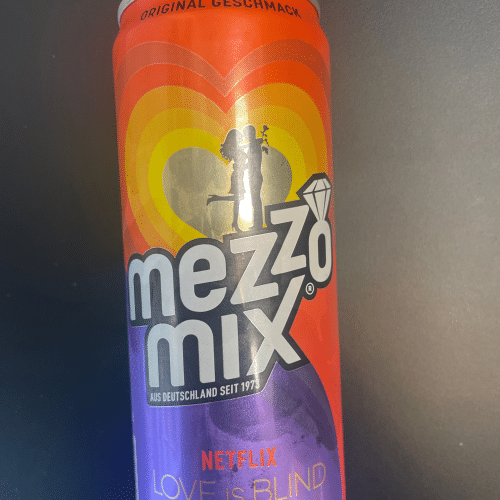 ORIGINAL GESCHMACK
mezzo
mix®
AUS DEUTSCHLAND SEIT 1973
NETFLIX
LOVE IS BLIND